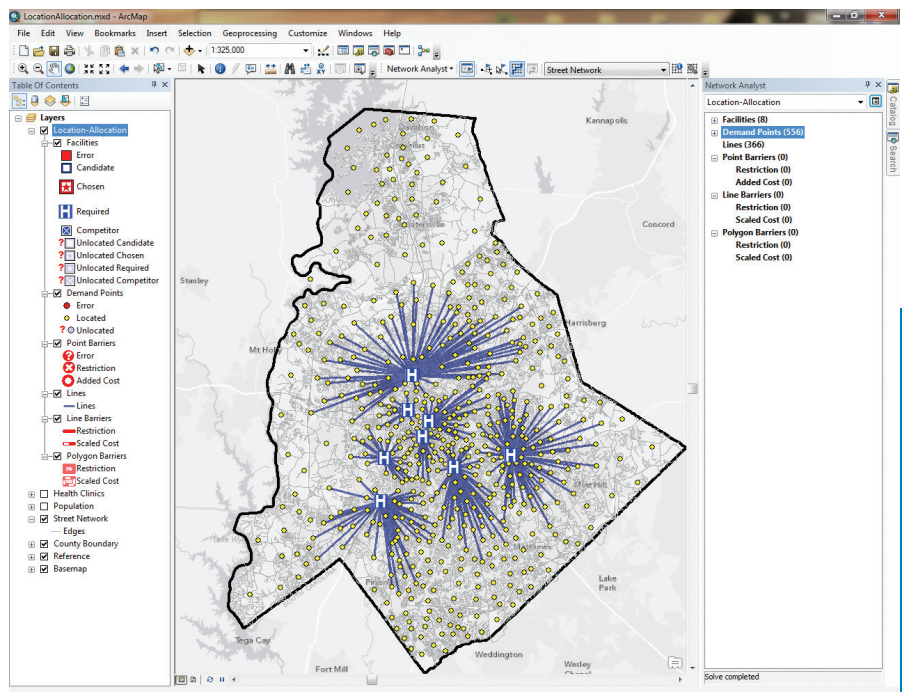 LocationAllocation.mxd - ArcMap
File Edit View Bookmarks Insert Selection Geoprocessing Customize Windows Help
1:325,000
Network Analyst
Street Network
Table Of Contents
Layers
Location-Allocation
Facilities
Error
Candidate
Chosen
Required
Competitor
Unlocated Candidate
Unlocated Chosen
Unlocated Required
Unlocated Competitor
Demand Points
Error
Located
Unlocated
Point Barriers
Error
Restriction
Added Cost
Lines
Lines
Line Barriers
Restriction
Scaled Cost
Polygon Barriers
Restriction
Scaled Cost
Health Clinics
Population
Street Network
Edges
County Boundary
Reference
Basemap
Kannapolis
Concord
Stanley
Harrisburg
Mt Holly
H
H
H
H
H
H
H
H
Mint Hill
Lake
Park
Tega Cay
Weddington
Fort Mill
Wesley
Network Analyst
Location-Allocation
Facilities (8)
Demand Points (556)
Lines (366)
Point Barriers (0)
Restriction (0)
Added Cost (0)
Line Barriers (0)
Restriction (0)
Scaled Cost (0)
Polygon Barriers (0)
Restriction (0)
Scaled Cost (0)
Solve completed
Catalog
Search